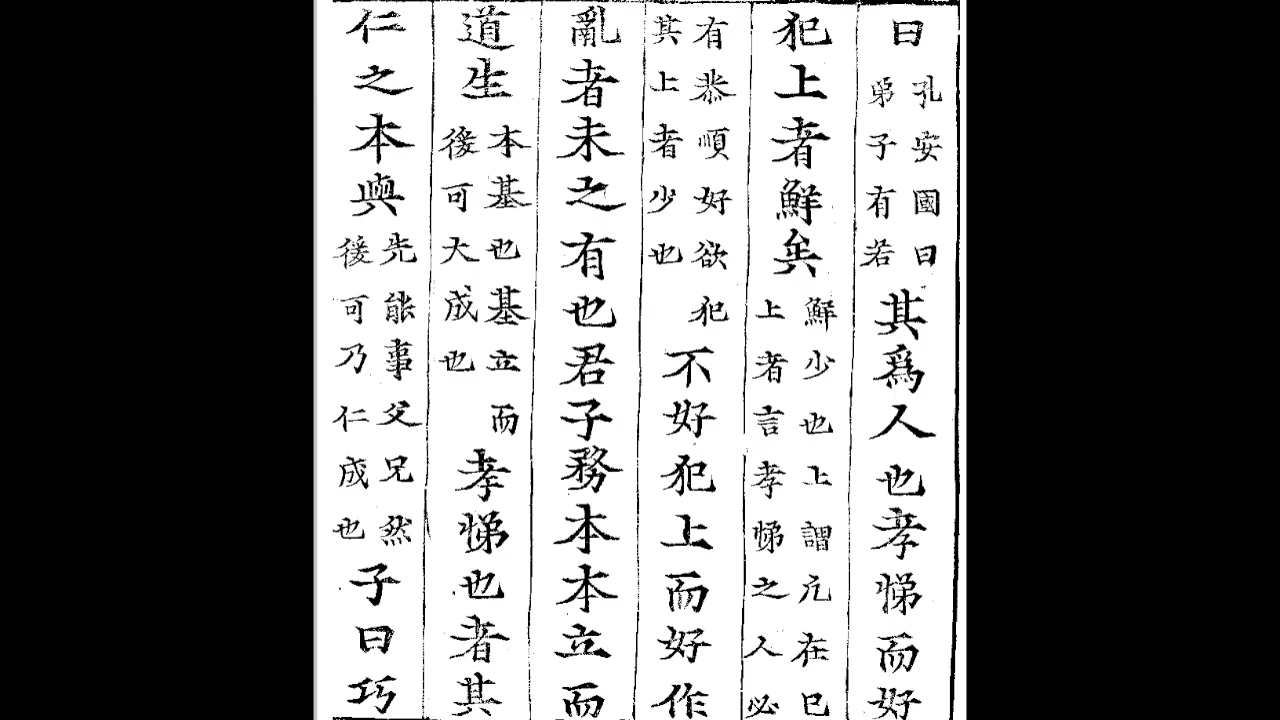 曰孔安國曰弟子有若其爲人也孝悌而好
犯上者鮮矣鮮少也上謂凢在已上者言孝悌之人必
有恭順好欲犯其上者少也不好犯上而好作
亂者未之有也君子務本本立而
道生本基也基立而後可大成也孝悌也者其
仁之本與先能事父兄然後可乃仁成也子曰巧